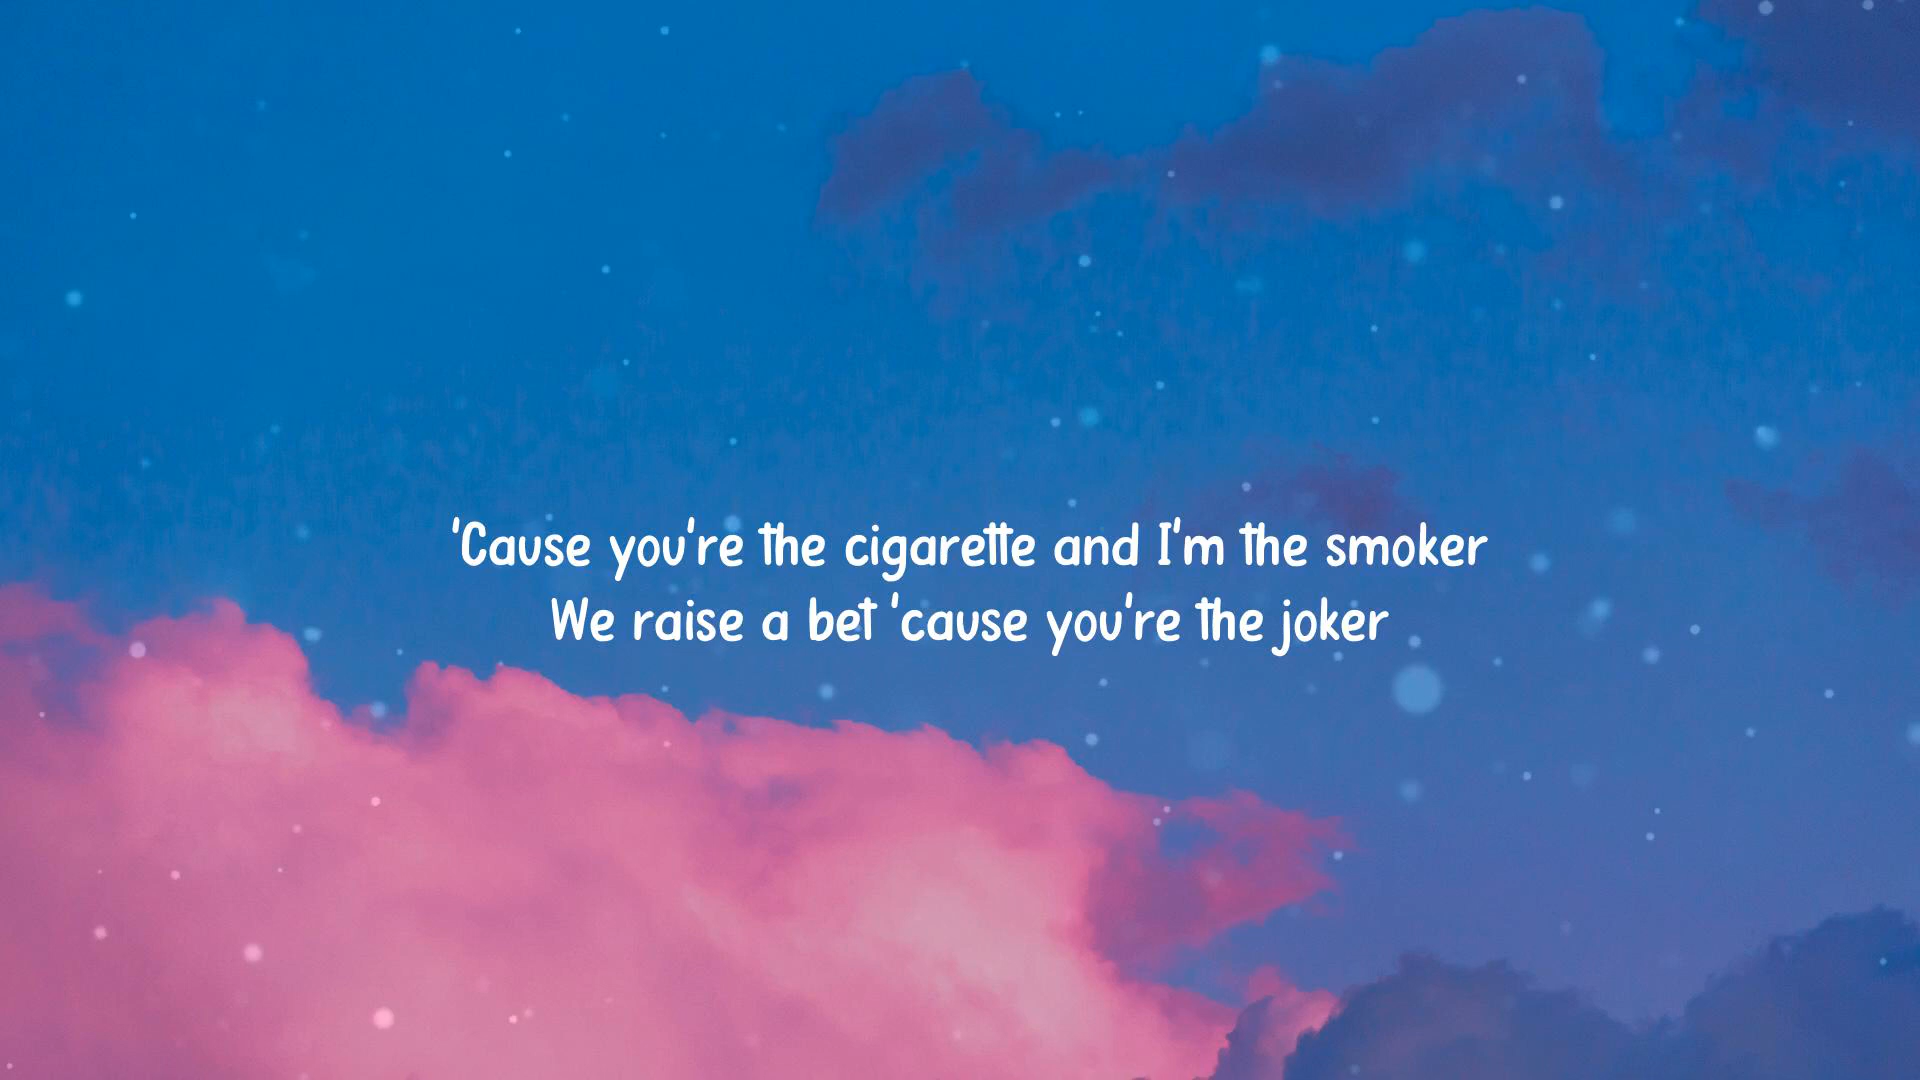 'Cause you're the cigarette and I'm the smoker
We raise a bet 'cause you're the joker